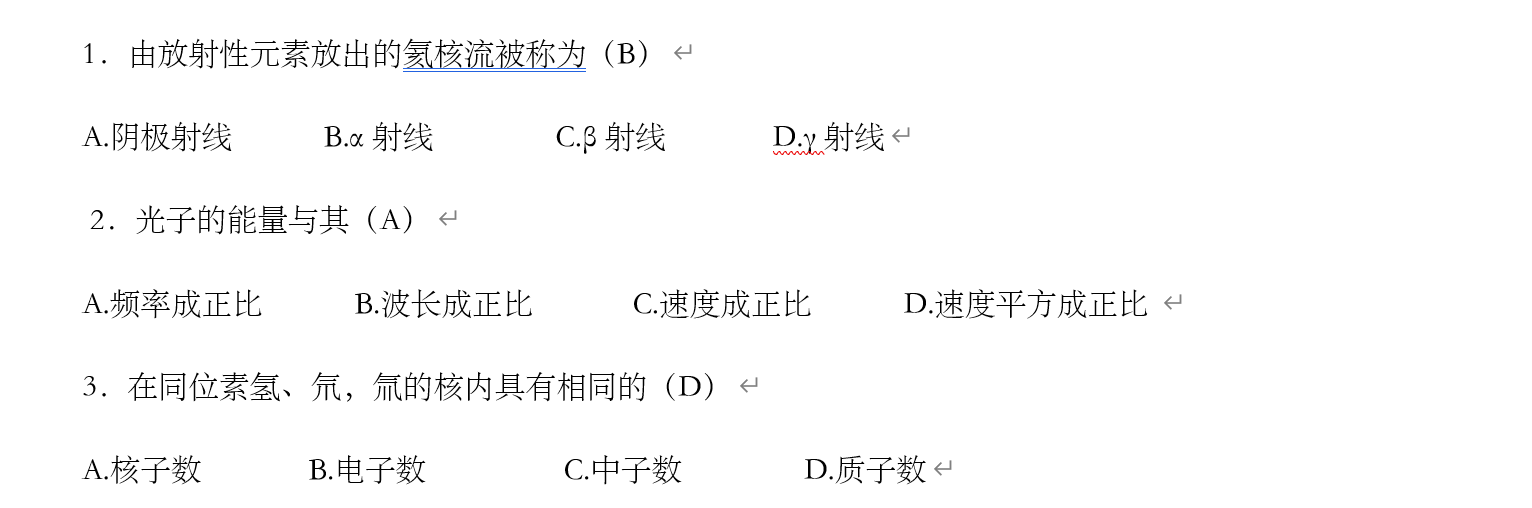 1．由放射性元素放出的氦核流被称为（B）
A.阴极射线 B.α 射线 C.β 射线 D.γ 射线
2．光子的能量与其（A）
A.频率成正比 B.波长成正比 C.速度成正比 D.速度平方成正比
3．在同位素氢、氘，氚的核内具有相同的（D）
A.核子数 B.电子数 C.中子数 D.质子数